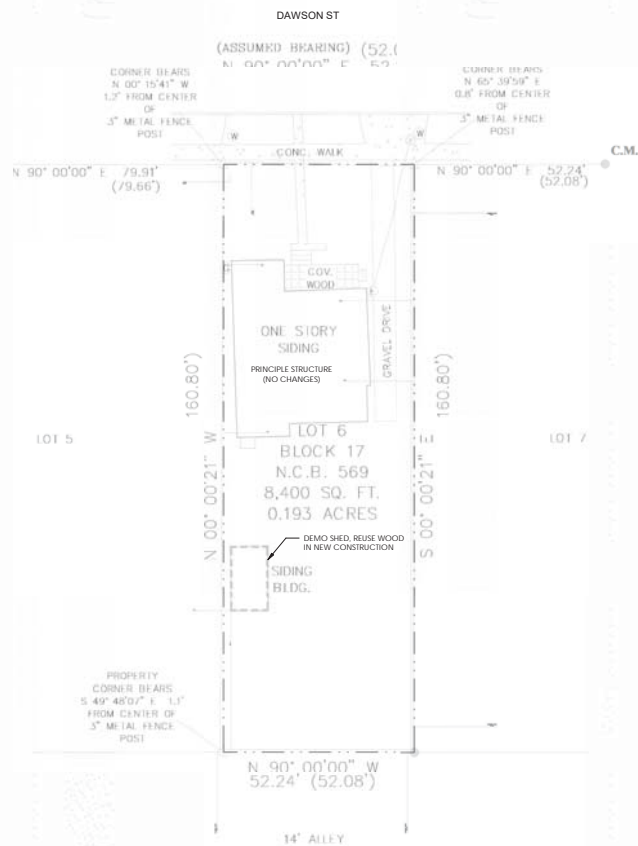 DAWSON ST
(ASSUMED BEARING) (52.0
N 90° 00'00" E 52
CORNER BEARS
N 00° 15'41" W
1.2' FROM CENTER
OF
3" METAL FENCE
POST
CORNER BEARS
N 65° 39'59" E
0.8' FROM CENTER
OF
3" METAL FENCE
POST
W
W
CONC. WALK
C.M.
N 90° 00'00" E 79.91'
(79.66')
N 90° 00'00" E 52.24'
(52.08')
COV.
WOOD
ONE STORY
SIDING
PRINCIPLE STRUCTURE
(NO CHANGES)
GRAVEL DRIVE
160.80')
160.80')
LOT 5
LOT 6
BLOCK 17
N.C.B. 569
8,400 SQ. FT.
0.193 ACRES
LOT 7
N 00° 00'21" W
S 00° 00'21" E
DEMO SHED, REUSE WOOD
IN NEW CONSTRUCTION
SIDING
BLDG.
PROPERTY
CORNER BEARS
S 49° 48'07" E 1.1'
FROM CENTER OF
3" METAL FENCE
POST
N 90° 00'00" W
52.24' (52.08')
14' ALLEY